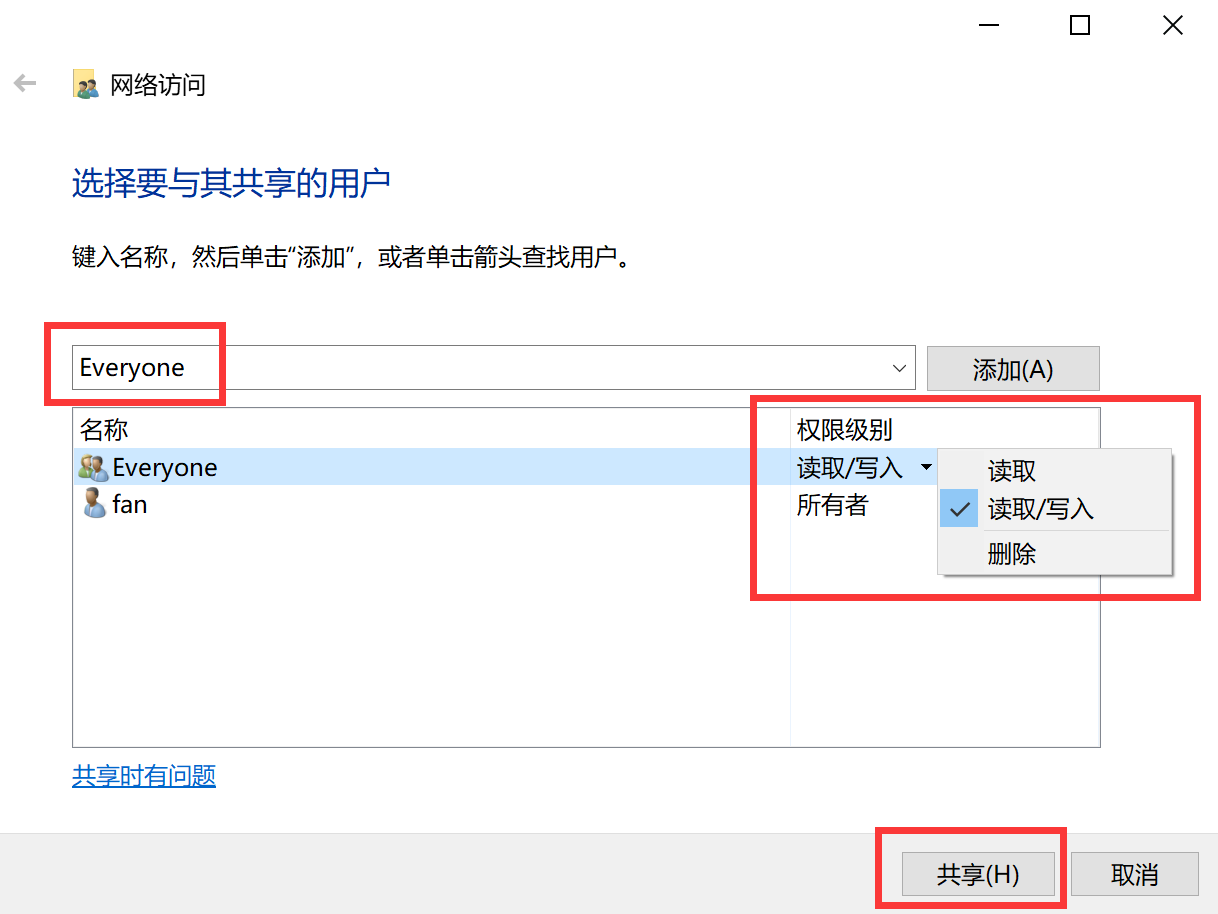 网络访问
选择要与其共享的用户
键入名称，然后单击“添加”，或者单击箭头查找用户。
Everyone 添加(A)
名称 权限级别
Everyone 读取/写入
fan 所有者
读取
读取/写入
删除
共享时有问题
共享(H) 取消